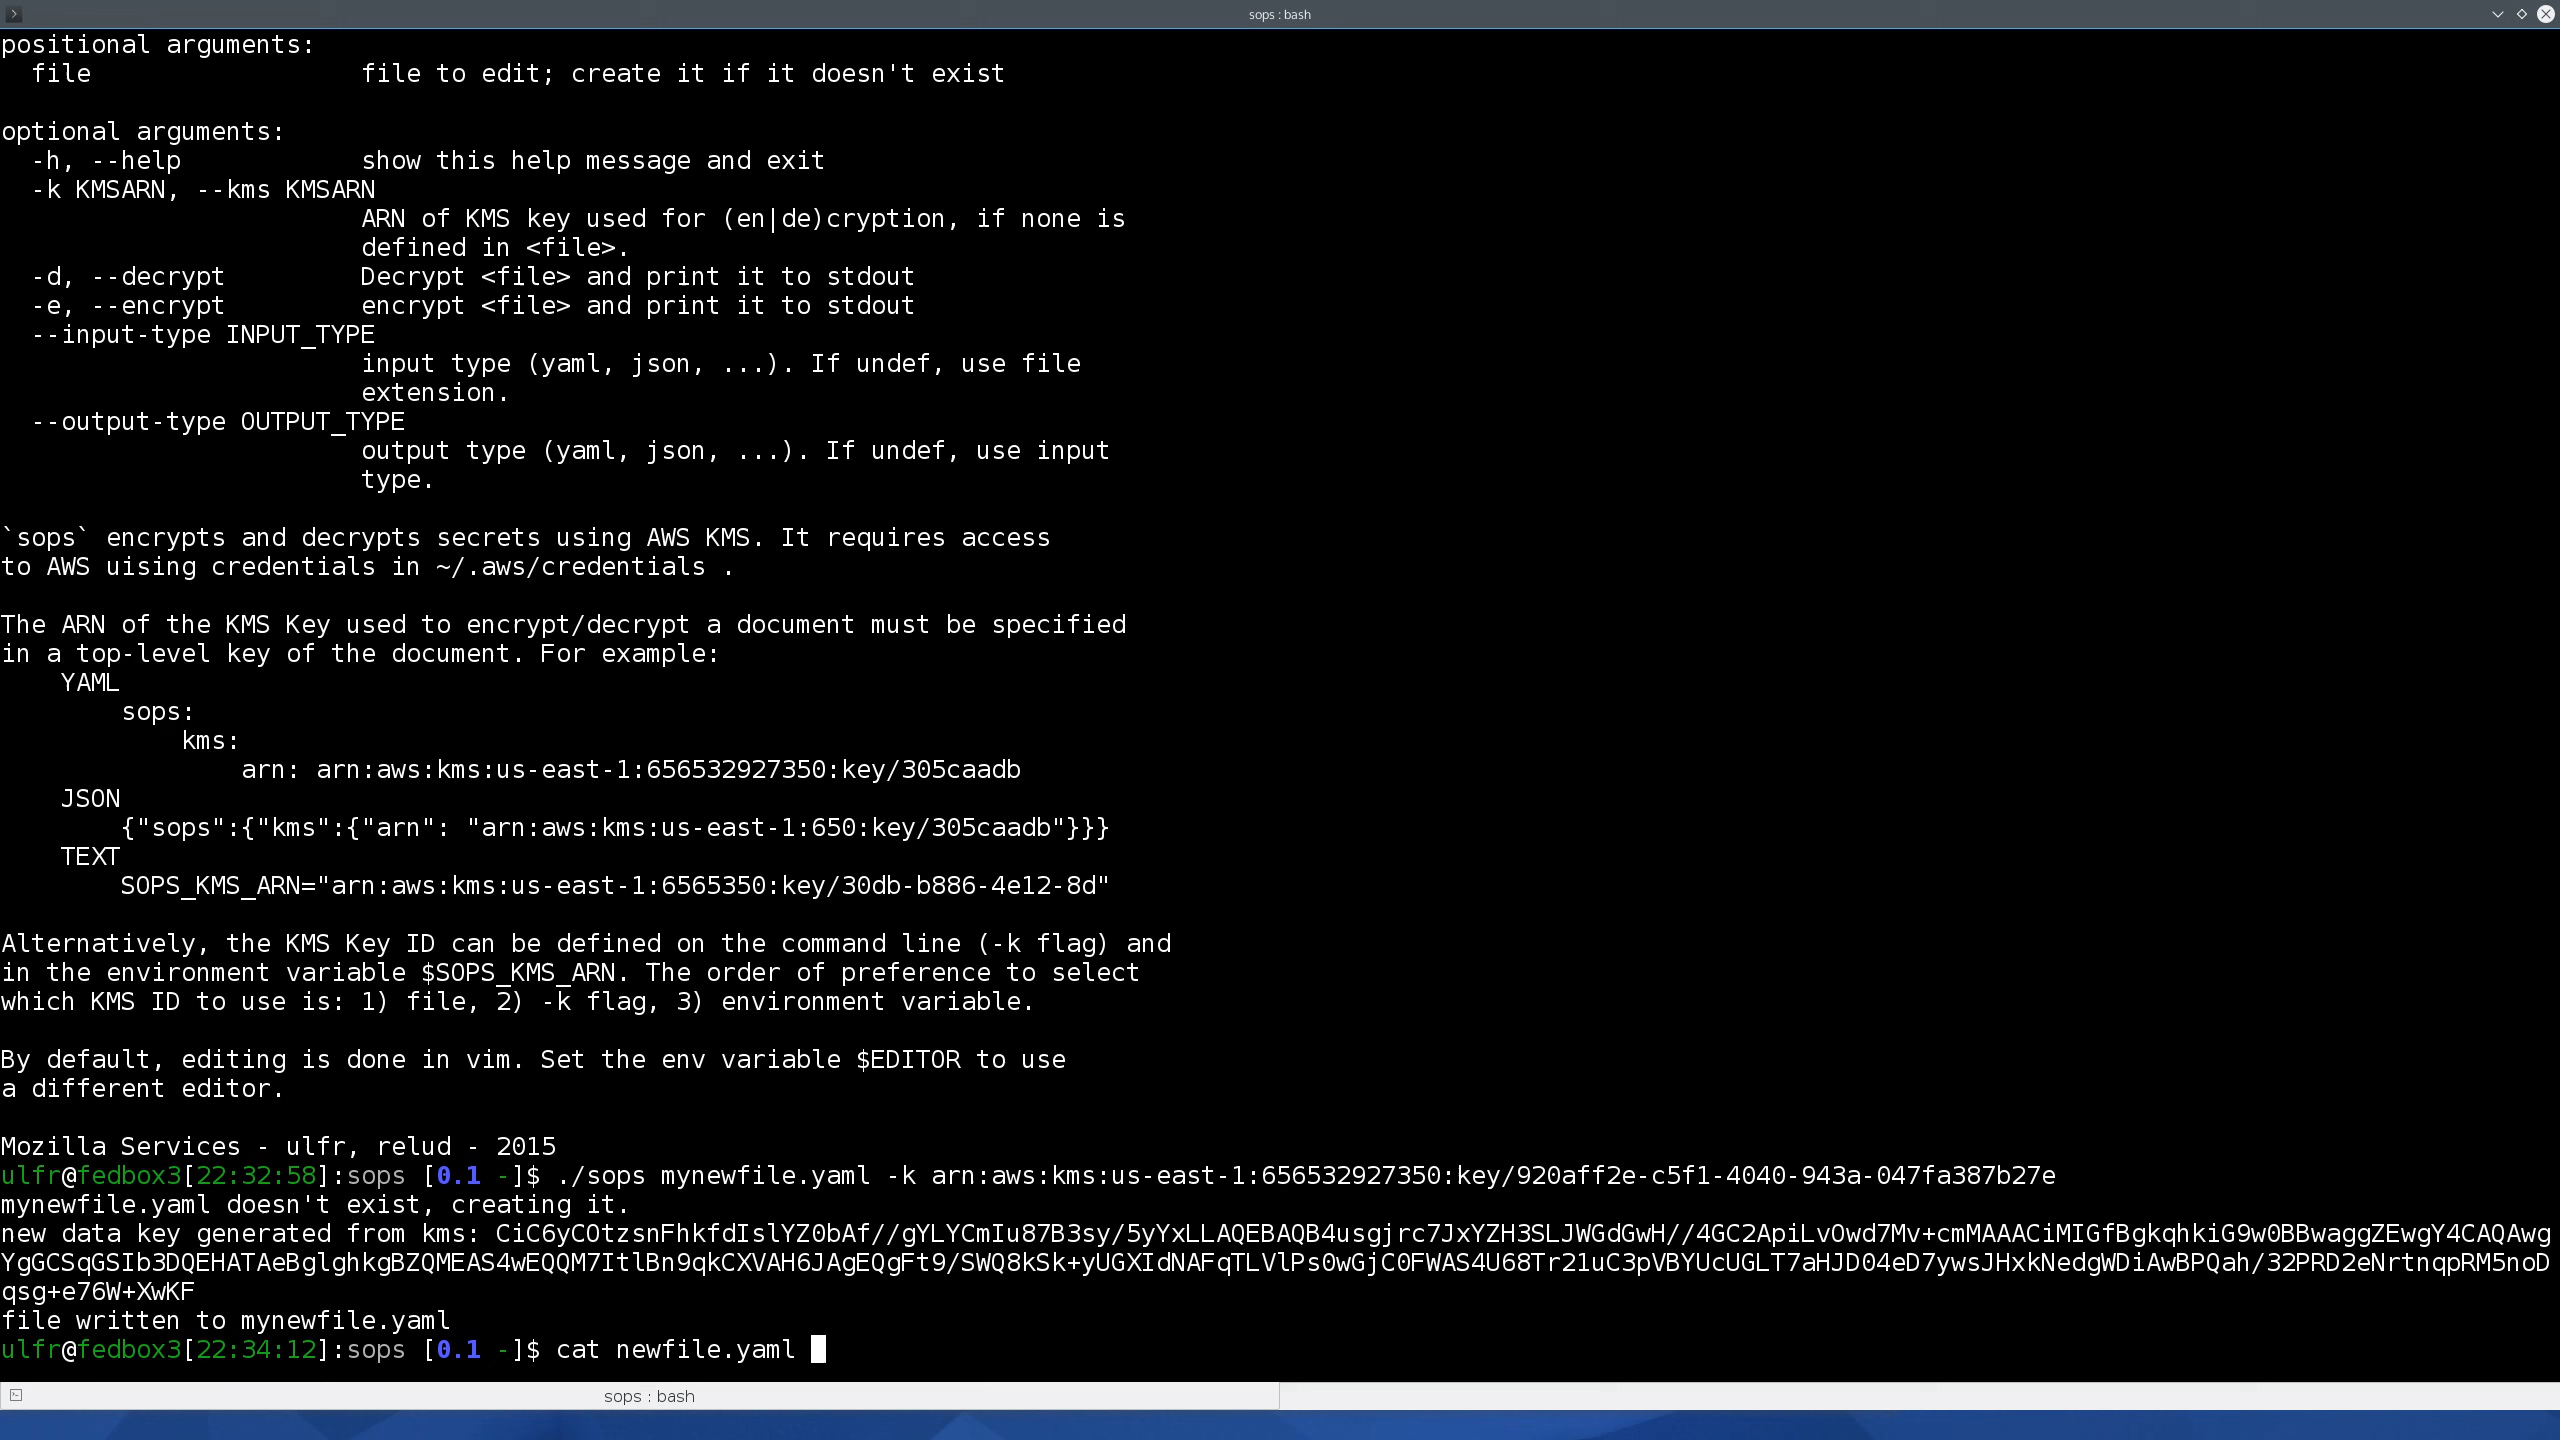 sops : bash
positional arguments:
  file                  file to edit; create it if it doesn't exist

optional arguments:
  -h, --help            show this help message and exit
  -k KMSARN, --kms KMSARN
                        ARN of KMS key used for (en|de)cryption, if none is
                        defined in <file>.
  -d, --decrypt         Decrypt <file> and print it to stdout
  -e, --encrypt         encrypt <file> and print it to stdout
  --input-type INPUT_TYPE
                        input type (yaml, json, ...). If undef, use file
                        extension.
  --output-type OUTPUT_TYPE
                        output type (yaml, json, ...). If undef, use input
                        type.

`sops` encrypts and decrypts secrets using AWS KMS. It requires access
to AWS uising credentials in ~/.aws/credentials .

The ARN of the KMS Key used to encrypt/decrypt a document must be specified
in a top-level key of the document. For example:
    YAML
        sops:
            kms:
                arn: arn:aws:kms:us-east-1:656532927350:key/305caadb
    JSON
        {"sops":{"kms":{"arn": "arn:aws:kms:us-east-1:650:key/305caadb"}}}
    TEXT
        SOPS_KMS_ARN="arn:aws:kms:us-east-1:6565350:key/30db-b886-4e12-8d"

Alternatively, the KMS Key ID can be defined on the command line (-k flag) and
in the environment variable $SOPS_KMS_ARN. The order of preference to select
which KMS ID to use is: 1) file, 2) -k flag, 3) environment variable.

By default, editing is done in vim. Set the env variable $EDITOR to use
a different editor.

Mozilla Services - ulfr, relud - 2015
ulfr@fedbox3[22:32:58]:sops [0.1 -]$ ./sops mynewfile.yaml -k arn:aws:kms:us-east-1:656532927350:key/920aff2e-c5f1-4040-943a-047fa387b27e
mynewfile.yaml doesn't exist, creating it.
new data key generated from kms: CiC6yCOtzsnFhkfdIslYZ0bAf//gYLYCmIu87B3sy/5yYxLLAQEBAQB4usgjrc7JxYZH3SLJWGdGwH//4GC2ApiLvOwd7Mv+cmMAAACiMIGfBgkqhkiG9w0BBwaggZEwgY4CAQAwg
YgGCSqGSIb3DQEHATAeBglghkgBZQMEAS4wEQQM7ItlBn9qkCXVAH6JAgEQgFt9/SWQ8kSk+yUGXIdNAFqTLVlPs0wGjC0FWAS4U68Tr21uC3pVBYUcUGLT7aHJD04eD7ywsJHxkNedgWDiAwBPQah/32PRD2eNrtnqpRM5noD
qsg+e76W+XwKF
file written to mynewfile.yaml
ulfr@fedbox3[22:34:12]:sops [0.1 -]$ cat newfile.yaml
sops : bash